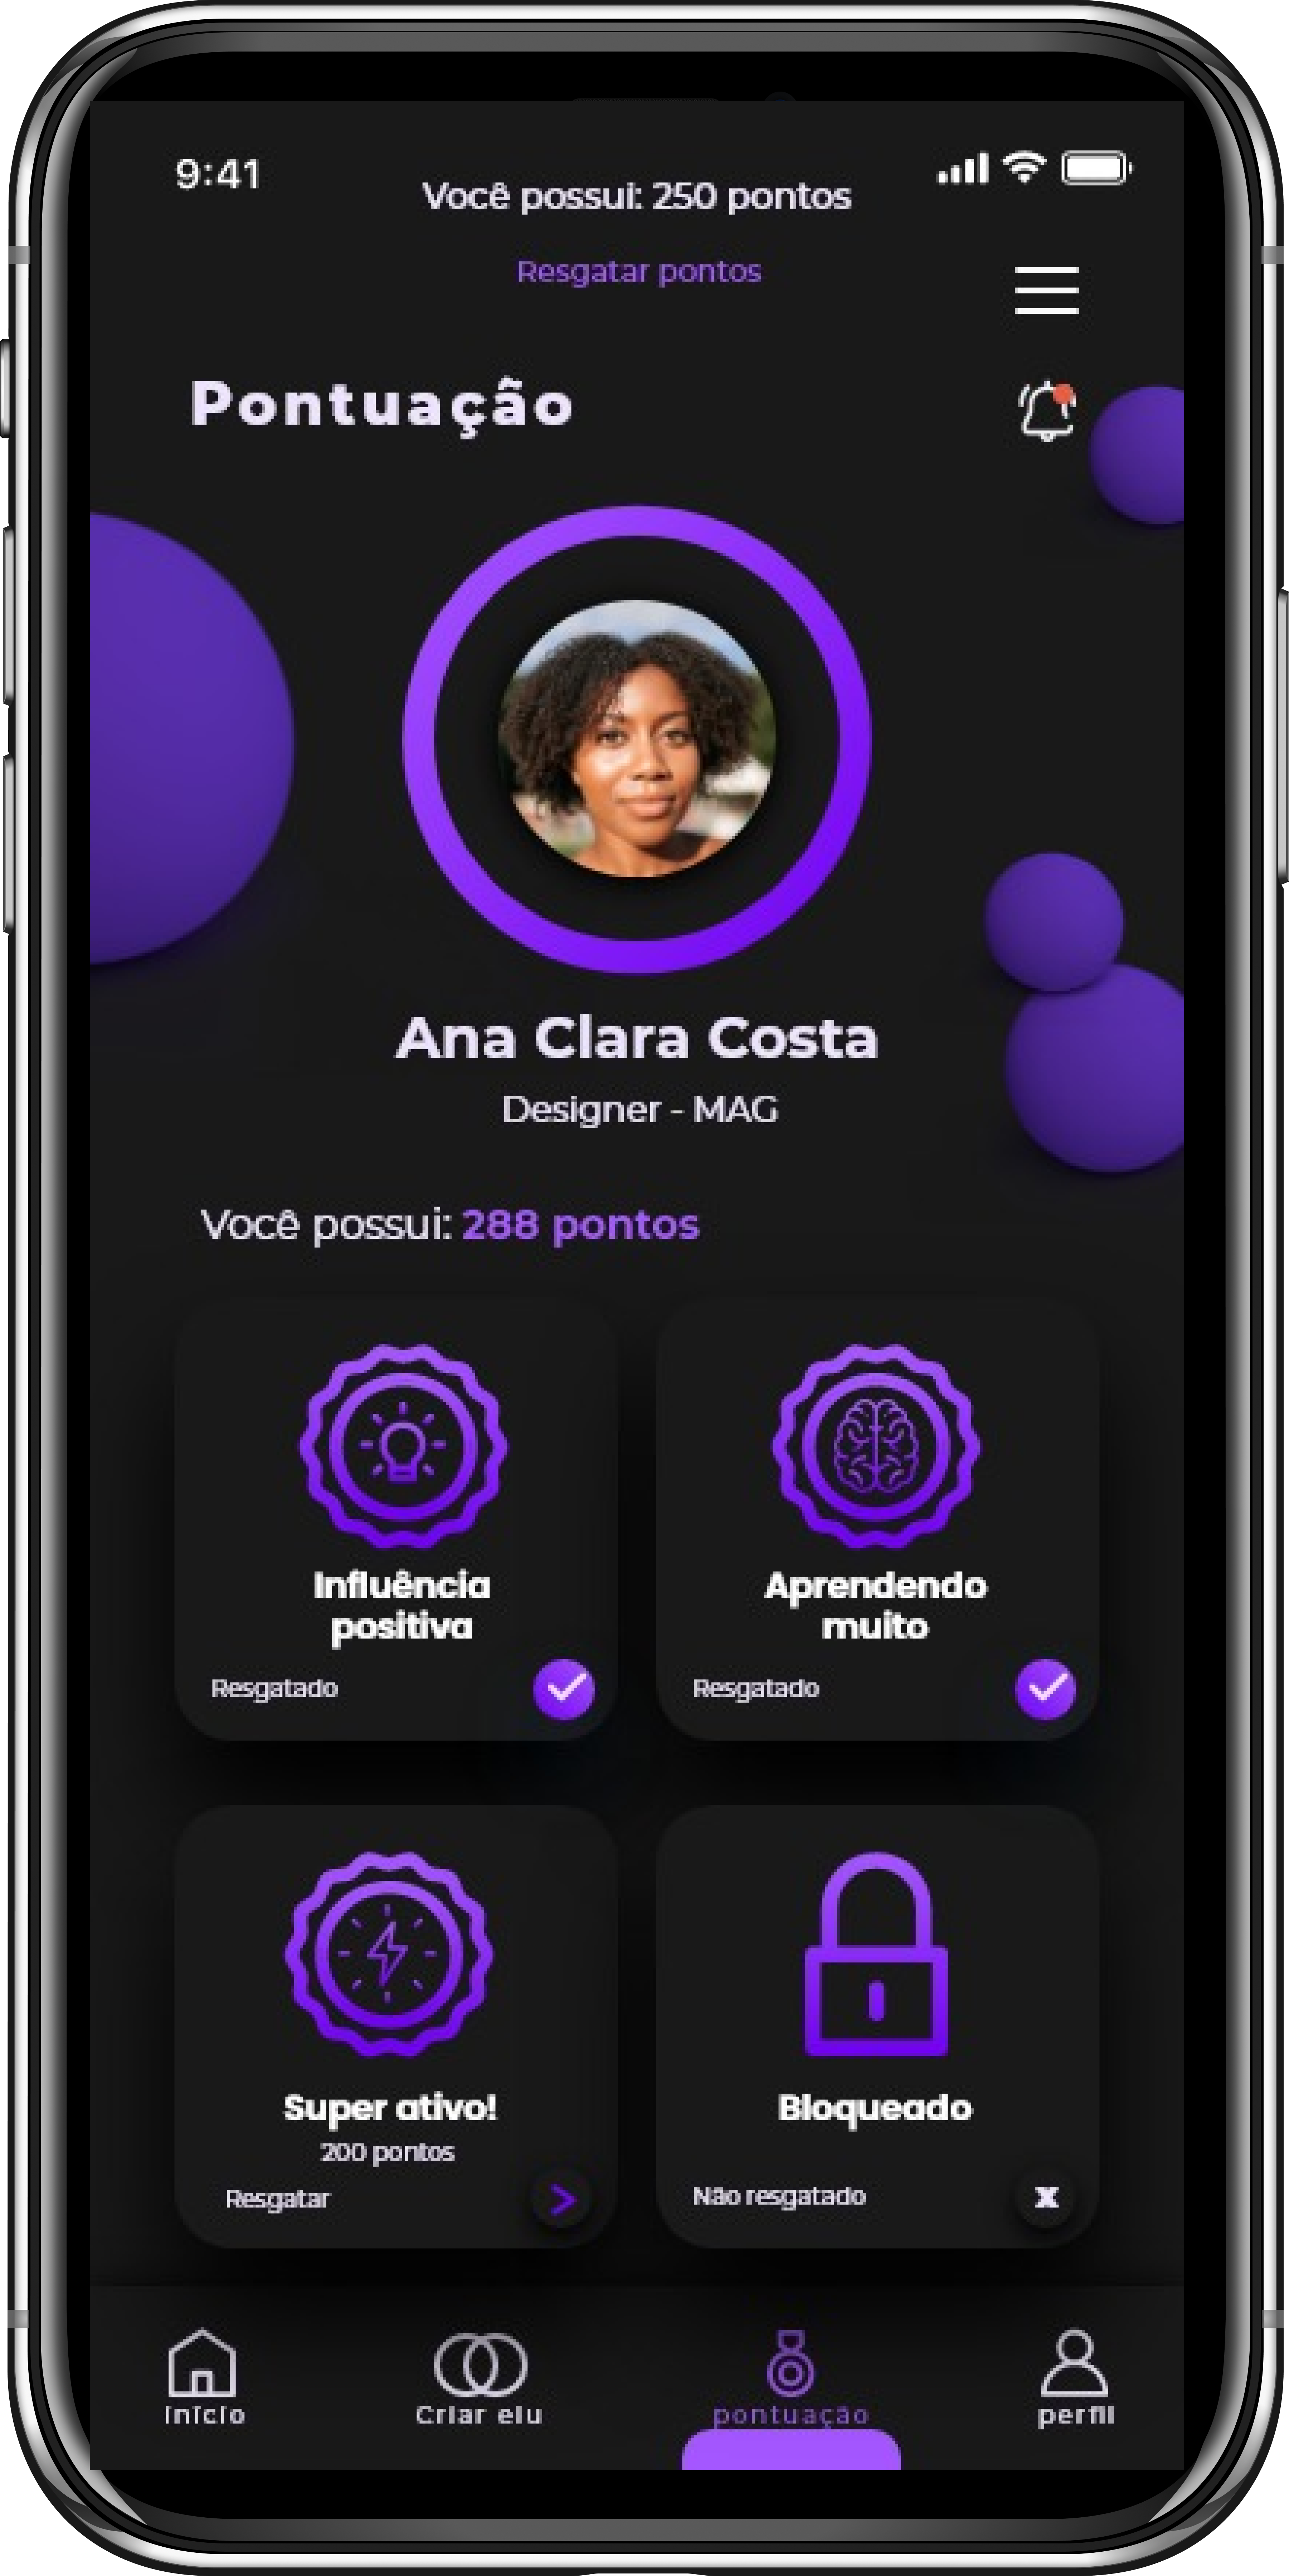 9:41
Você possui: 250 pontos
Resgatar pontos
Pontuação
Ana Clara Costa
Designer - MAG
Você possui: 288 pontos
Influência
positiva
Resgatado
Aprendendo
muito
Resgatado
Super ativo!
200 pontos
Resgatar
Bloqueado
Não resgatado
início
Criar elu
pontuação
perfil